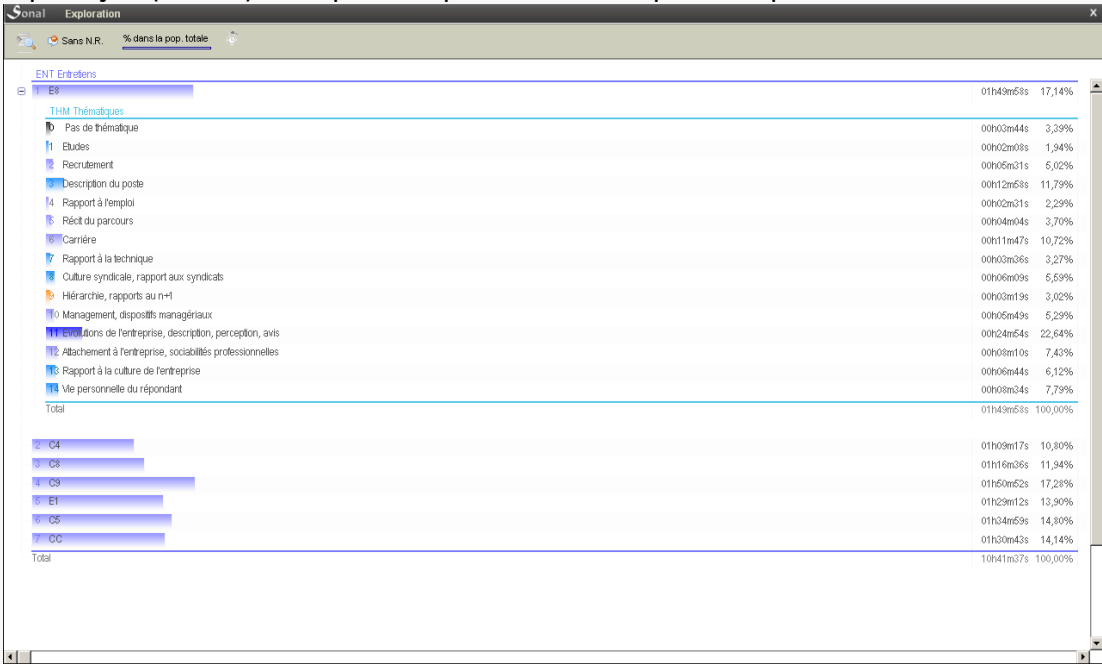 Sonal Exploration x
Sans N.R. % dans la pop. totale
ENT Entretiens
1 E8 01h49m58s 17,14%
THM Thématiques
0 Pas de thématique 00h03m44s 3,39%
1 Etudes 00h02m08s 1,94%
2 Recrutement 00h05m31s 5,02%
3 Description du poste 00h12m58s 11,79%
4 Rapport à l'emploi 00h02m31s 2,29%
5 Récit du parcours 00h04m04s 3,70%
6 Carrière 00h11m47s 10,72%
7 Rapport à la technique 00h03m36s 3,27%
8 Culture syndicale, rapport aux syndicats 00h06m09s 5,59%
9 Hiérarchie, rapports au n+1 00h03m19s 3,02%
10 Management, dispositifs managériaux 00h05m49s 5,29%
11 Evolutions de l'entreprise, description, perception, avis 00h24m54s 22,64%
12 Attachement à l'entreprise, sociabilités professionnelles 00h08m10s 7,43%
13 Rapport à la culture de l'entreprise 00h06m44s 6,12%
14 Vie personnelle du répondant 00h08m34s 7,79%
Total 01h49m58s 100,00%
2 C4 01h09m17s 10,80%
3 C8 01h16m36s 11,94%
4 C9 01h50m52s 17,28%
5 E1 01h29m12s 13,90%
6 C5 01h34m59s 14,80%
7 CC 01h30m43s 14,14%
Total 10h41m37s 100,00%